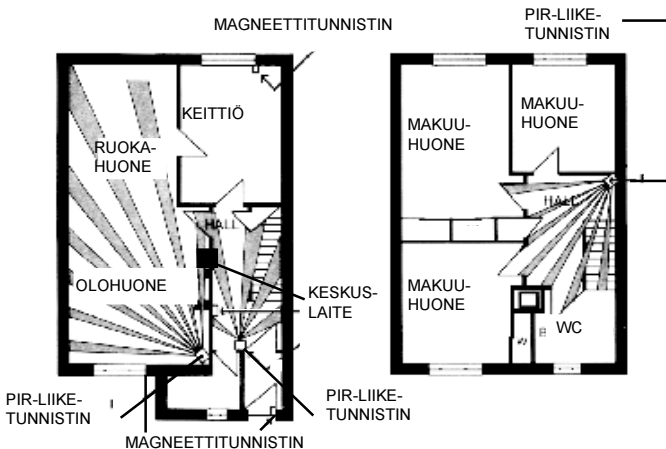 MAGNEETTITUNNISTIN
PIR-LIIKE-
TUNNISTIN
KEITTIÖ
RUOKA-
HUONE
HALL
OLOHUONE
KESKUS-
LAITE
PIR-LIIKE-
TUNNISTIN
PIR-LIIKE-
TUNNISTIN
MAGNEETTITUNNISTIN
MAKUU-
HUONE
MAKUU-
HUONE
HALL
MAKUU-
HUONE
WC